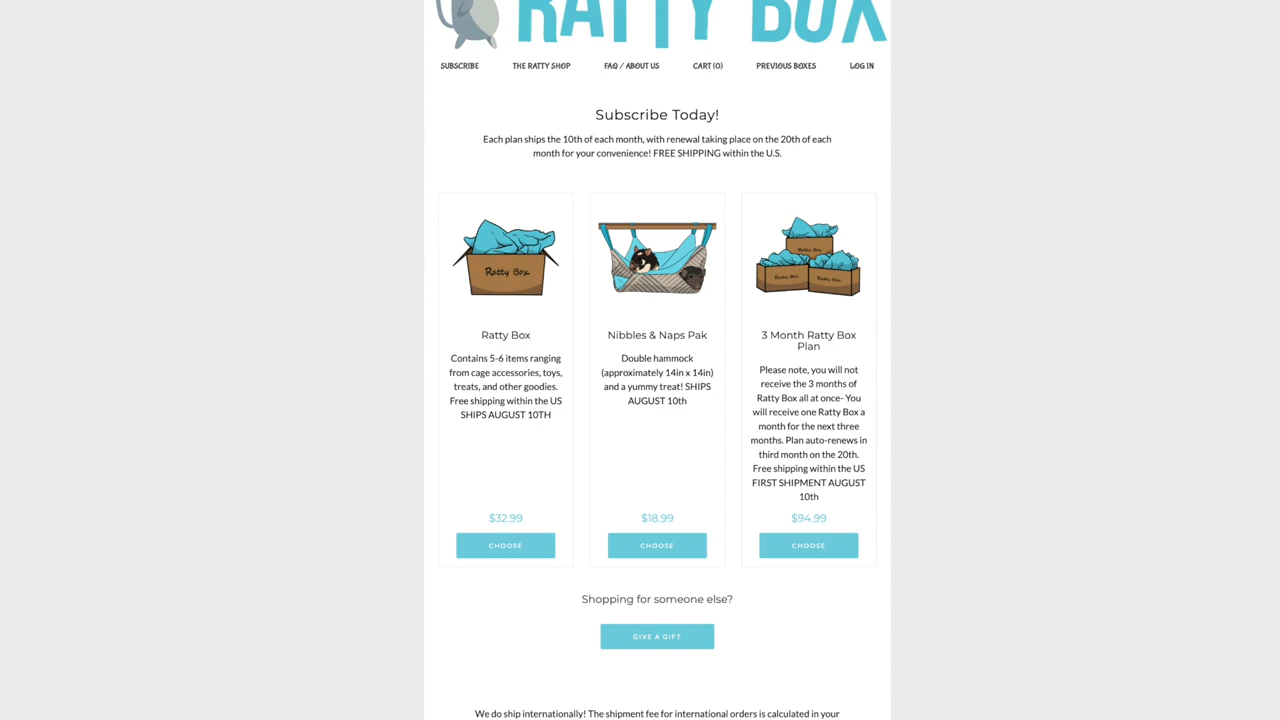 RATTY BOX
SUBSCRIBE
THE RATTY SHOP
FAQ / ABOUT US
CART (0)
PREVIOUS BOXES
LOG IN
Subscribe Today!
Each plan ships the 10th of each month, with renewal taking place on the 20th of each
month for your convenience! FREE SHIPPING within the U.S.
Ratty Box
Ratty Box
Contains 5-6 items ranging
from cage accessories, toys,
treats, and other goodies.
Free shipping within the US
SHIPS AUGUST 10TH
$32.99
CHOOSE
Nibbles & Naps Pak
Double hammock
(approximately 14in x 14in)
and a yummy treat! SHIPS
AUGUST 10th
$18.99
CHOOSE
Ratty Box
Ratty Box
Ratty Box
3 Month Ratty Box
Plan
Please note, you will not
receive the 3 months of
Ratty Box all at once- You
will receive one Ratty Box a
month for the next three
months. Plan auto-renews in
third month on the 20th.
Free shipping within the US
FIRST SHIPMENT AUGUST
10th
$94.99
CHOOSE
Shopping for someone else?
GIVE A GIFT
We do ship internationally! The shipment fee for international orders is calculated in your